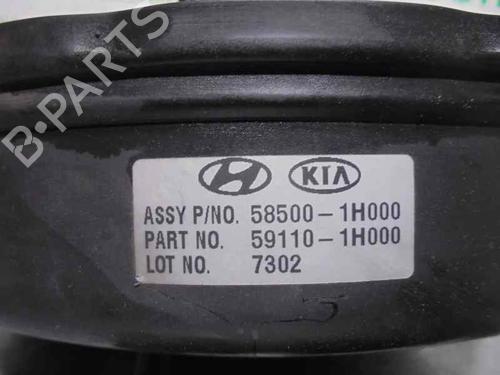 KIA
ASSY P/NO. 58500-1H000
PART NO. 59110-1H000
LOT NO. 7302
B-PARTS